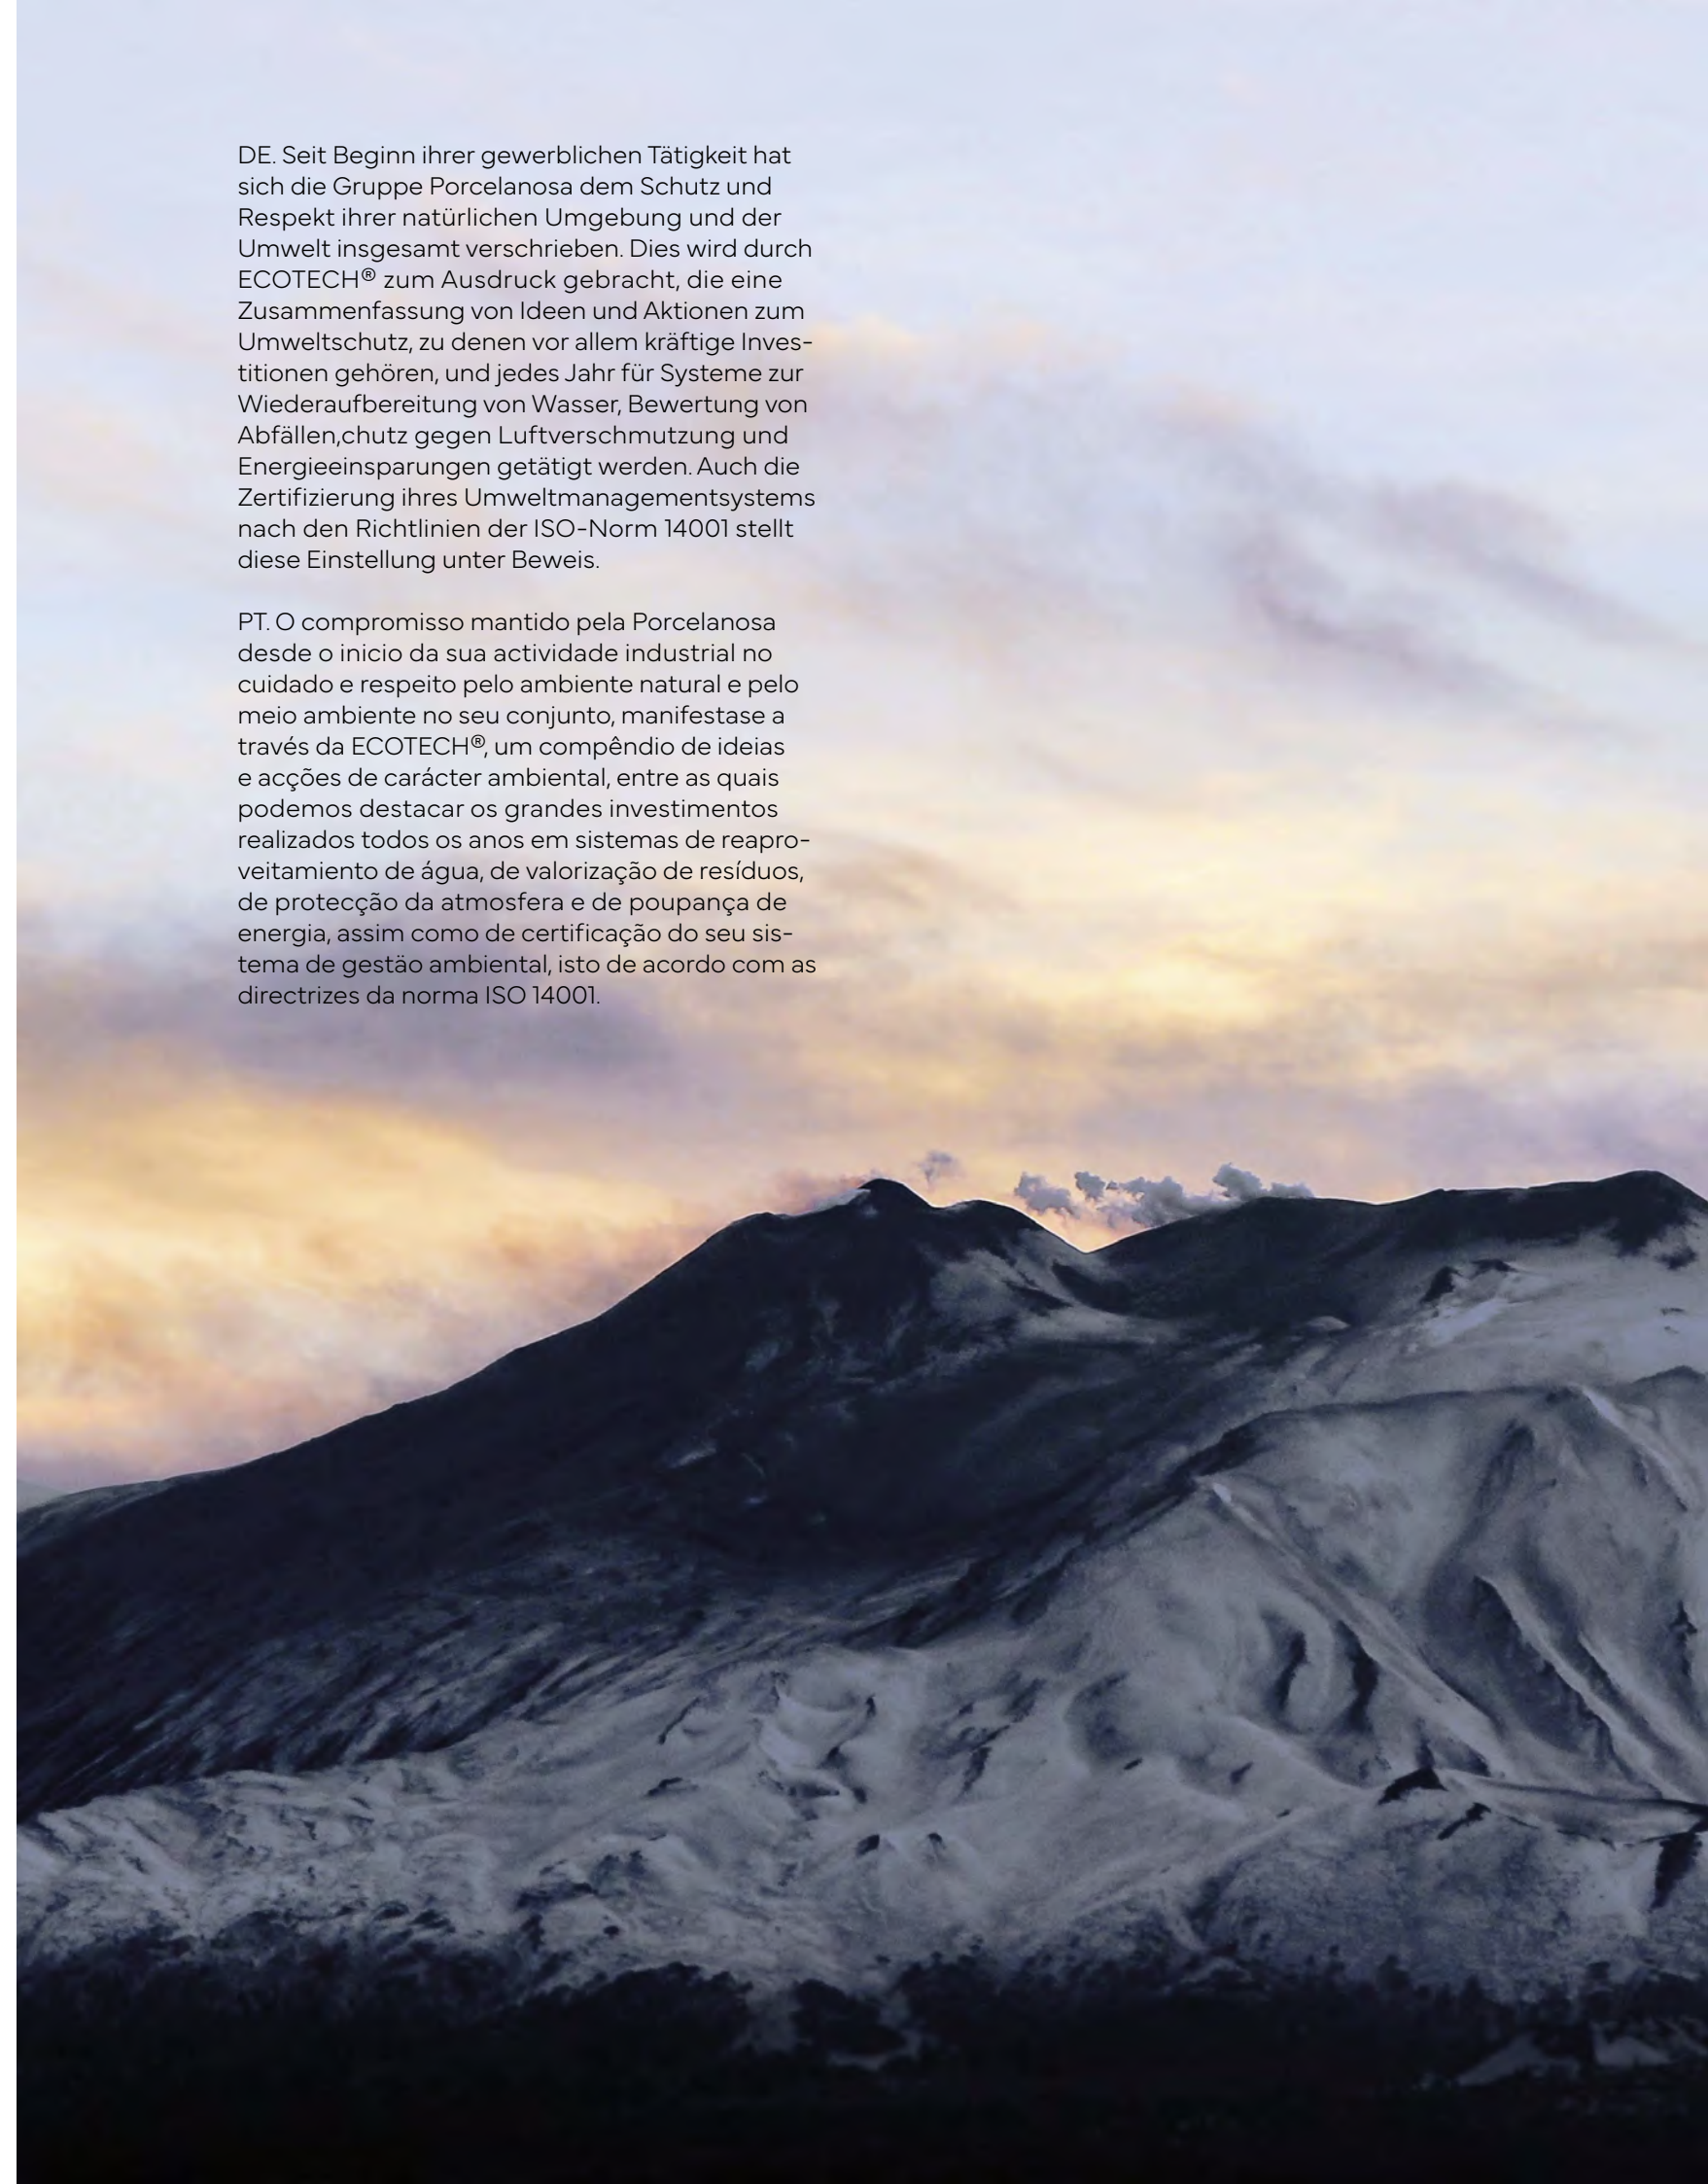 DE. Seit Beginn ihrer gewerblichen Tätigkeit hat
sich die Gruppe Porcelanosa dem Schutz und
Respekt ihrer natürlichen Umgebung und der
Umwelt insgesamt verschrieben. Dies wird durch
ECOTECH® zum Ausdruck gebracht, die eine
Zusammenfassung von Ideen und Aktionen zum
Umweltschutz, zu denen vor allem kräftige Inves-
titionen gehören, und jedes Jahr für Systeme zur
Wiederaufbereitung von Wasser, Bewertung von
Abfällen,chutz gegen Luftverschmutzung und
Energieeinsparungen getätigt werden. Auch die
Zertifizierung ihres Umweltmanagementsystems
nach den Richtlinien der ISO-Norm 14001 stellt
diese Einstellung unter Beweis.
PT. O compromisso mantido pela Porcelanosa
desde o inicio da sua actividade industrial no
cuidado e respeito pelo ambiente natural e pelo
meio ambiente no seu conjunto, manifestase a
través da ECOTECH®, um compêndio de ideias
e acções de carácter ambiental, entre as quais
podemos destacar os grandes investimentos
realizados todos os anos em sistemas de reapro-
veitamiento de água, de valorização de resíduos,
de protecção da atmosfera e de poupança de
energia, assim como de certificação do seu sis-
tema de gestäo ambiental, isto de acordo com as
directrizes da norma ISO 14001.